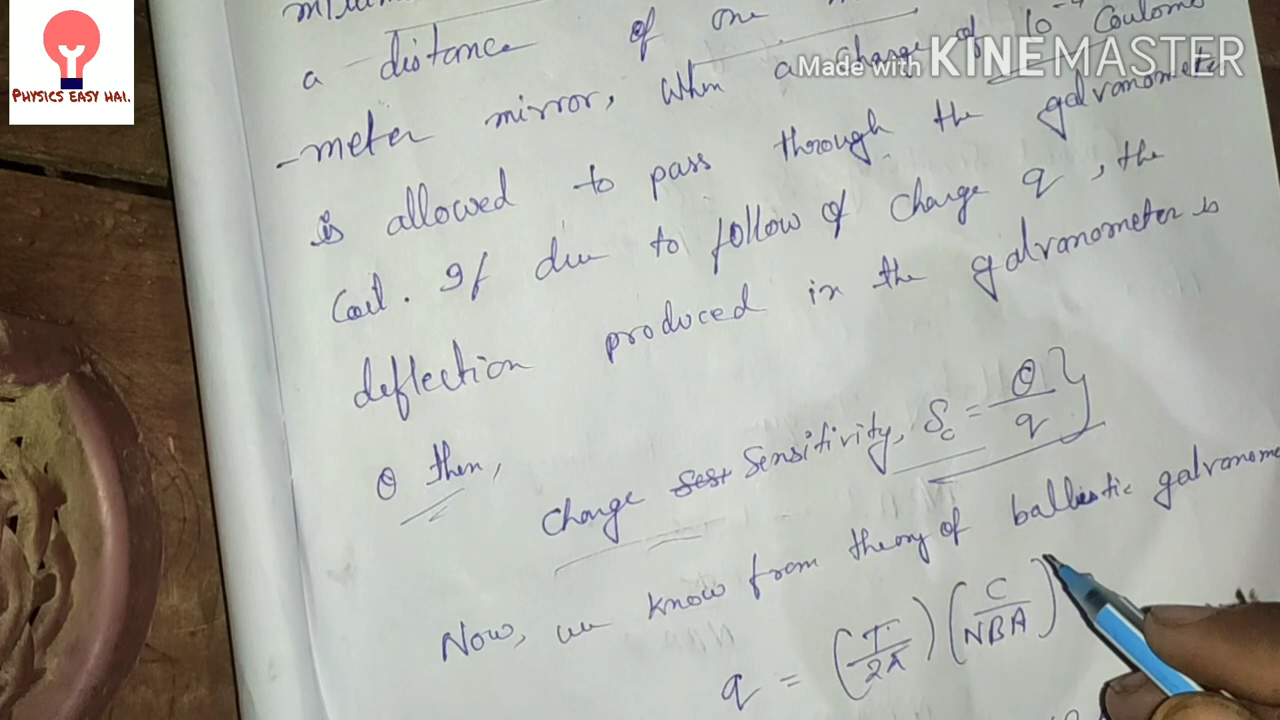 PHYSICS EASY HAI.
Made with KINEMASTER
a distance of one
-meter mirror, when a charge of 10⁻⁴ Coulomb
is allowed to pass through the galvanometer
Coil. If due to follow of charge q, the
deflection produced in the galvanometer is
θ then,
Charge Sensitivity, Sc = θ/q }
Now, we know from theory of ballistic galvanome
q = (T/2π) (C/NBA)